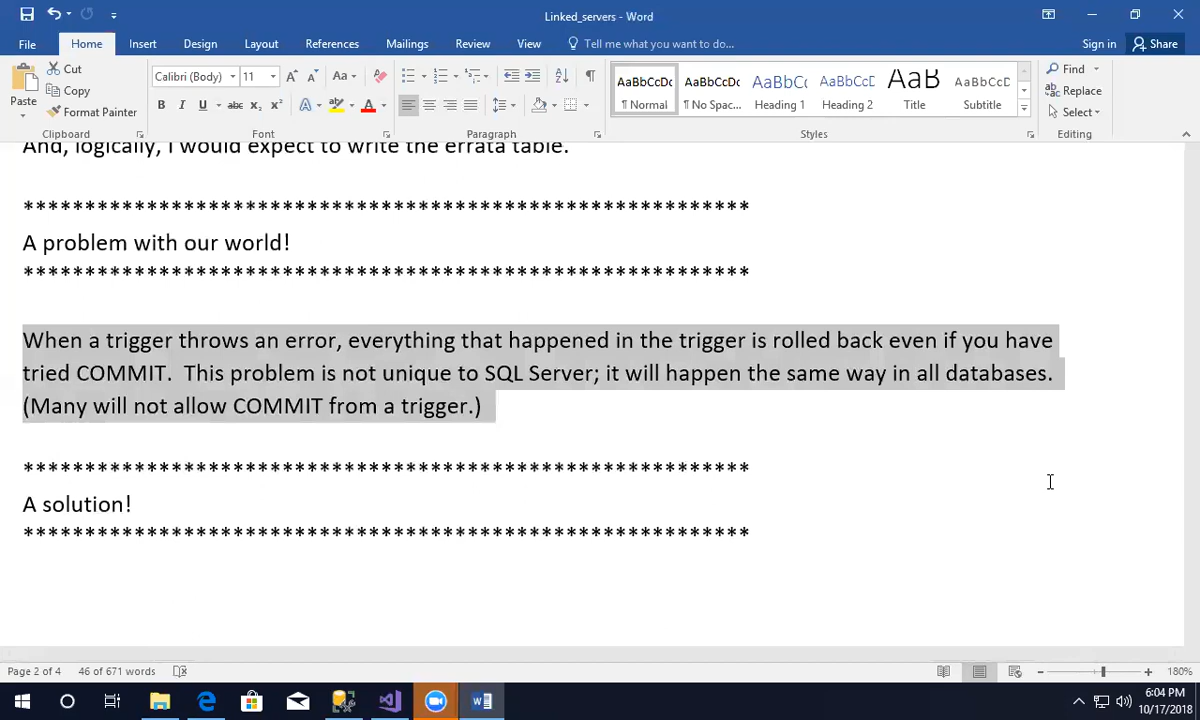 Linked_servers - Word
File Home Insert Design Layout References Mailings Review View Tell me what you want to do... Sign in Share
Paste Cut Copy Format Painter
Calibri (Body) 11
AaBbCcDc AaBbCcDc AaBbCc AaBbCcC AaB AaBbCcC
¶ Normal ¶ No Spac... Heading 1 Heading 2 Title Subtitle
Find Replace Select
Clipboard Font Paragraph Styles Editing
And, logically, I would expect to write the errata table.
************************************************************
A problem with our world!
************************************************************
When a trigger throws an error, everything that happened in the trigger is rolled back even if you have
tried COMMIT.  This problem is not unique to SQL Server; it will happen the same way in all databases.
(Many will not allow COMMIT from a trigger.)
************************************************************
A solution!
************************************************************
Page 2 of 4 46 of 671 words 180%
6:04 PM
10/17/2018